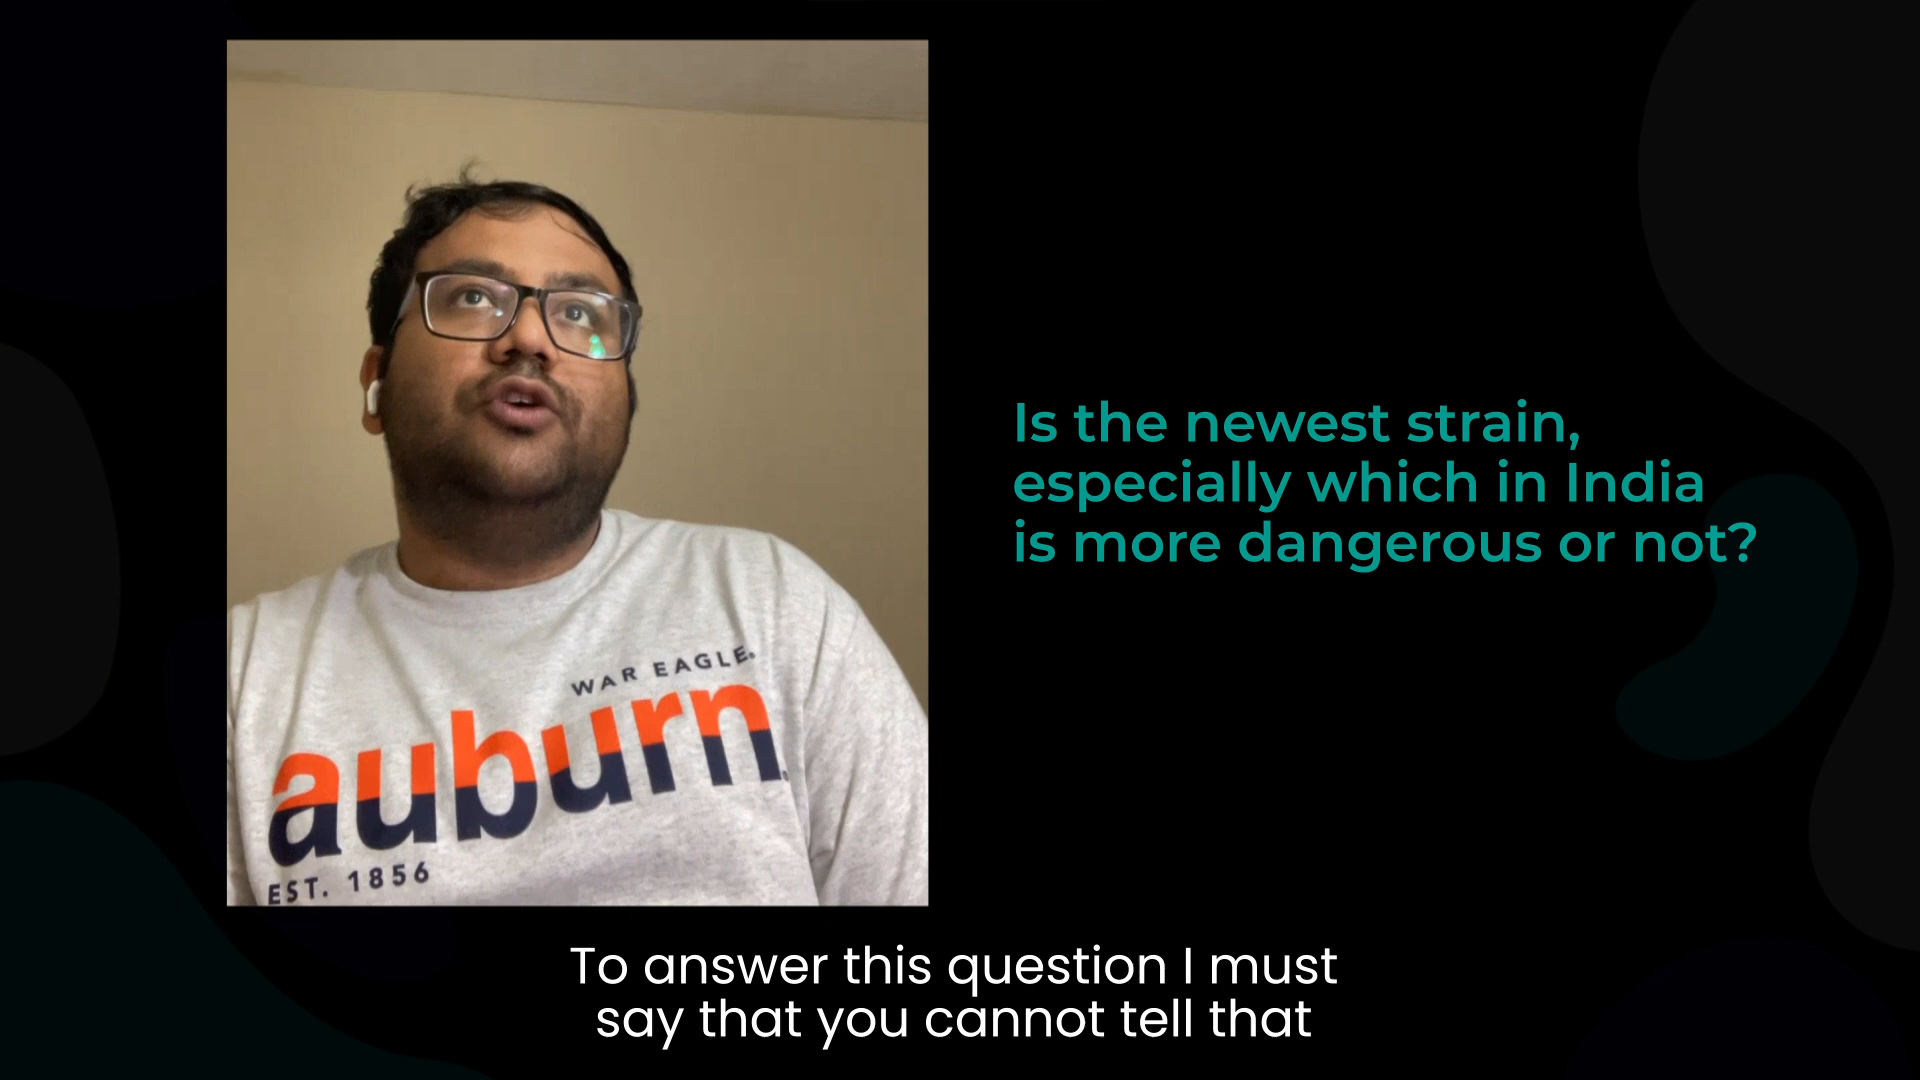 WAR EAGLE.
auburn.
EST. 1856
Is the newest strain,
especially which in India
is more dangerous or not?
To answer this question I must
say that you cannot tell that